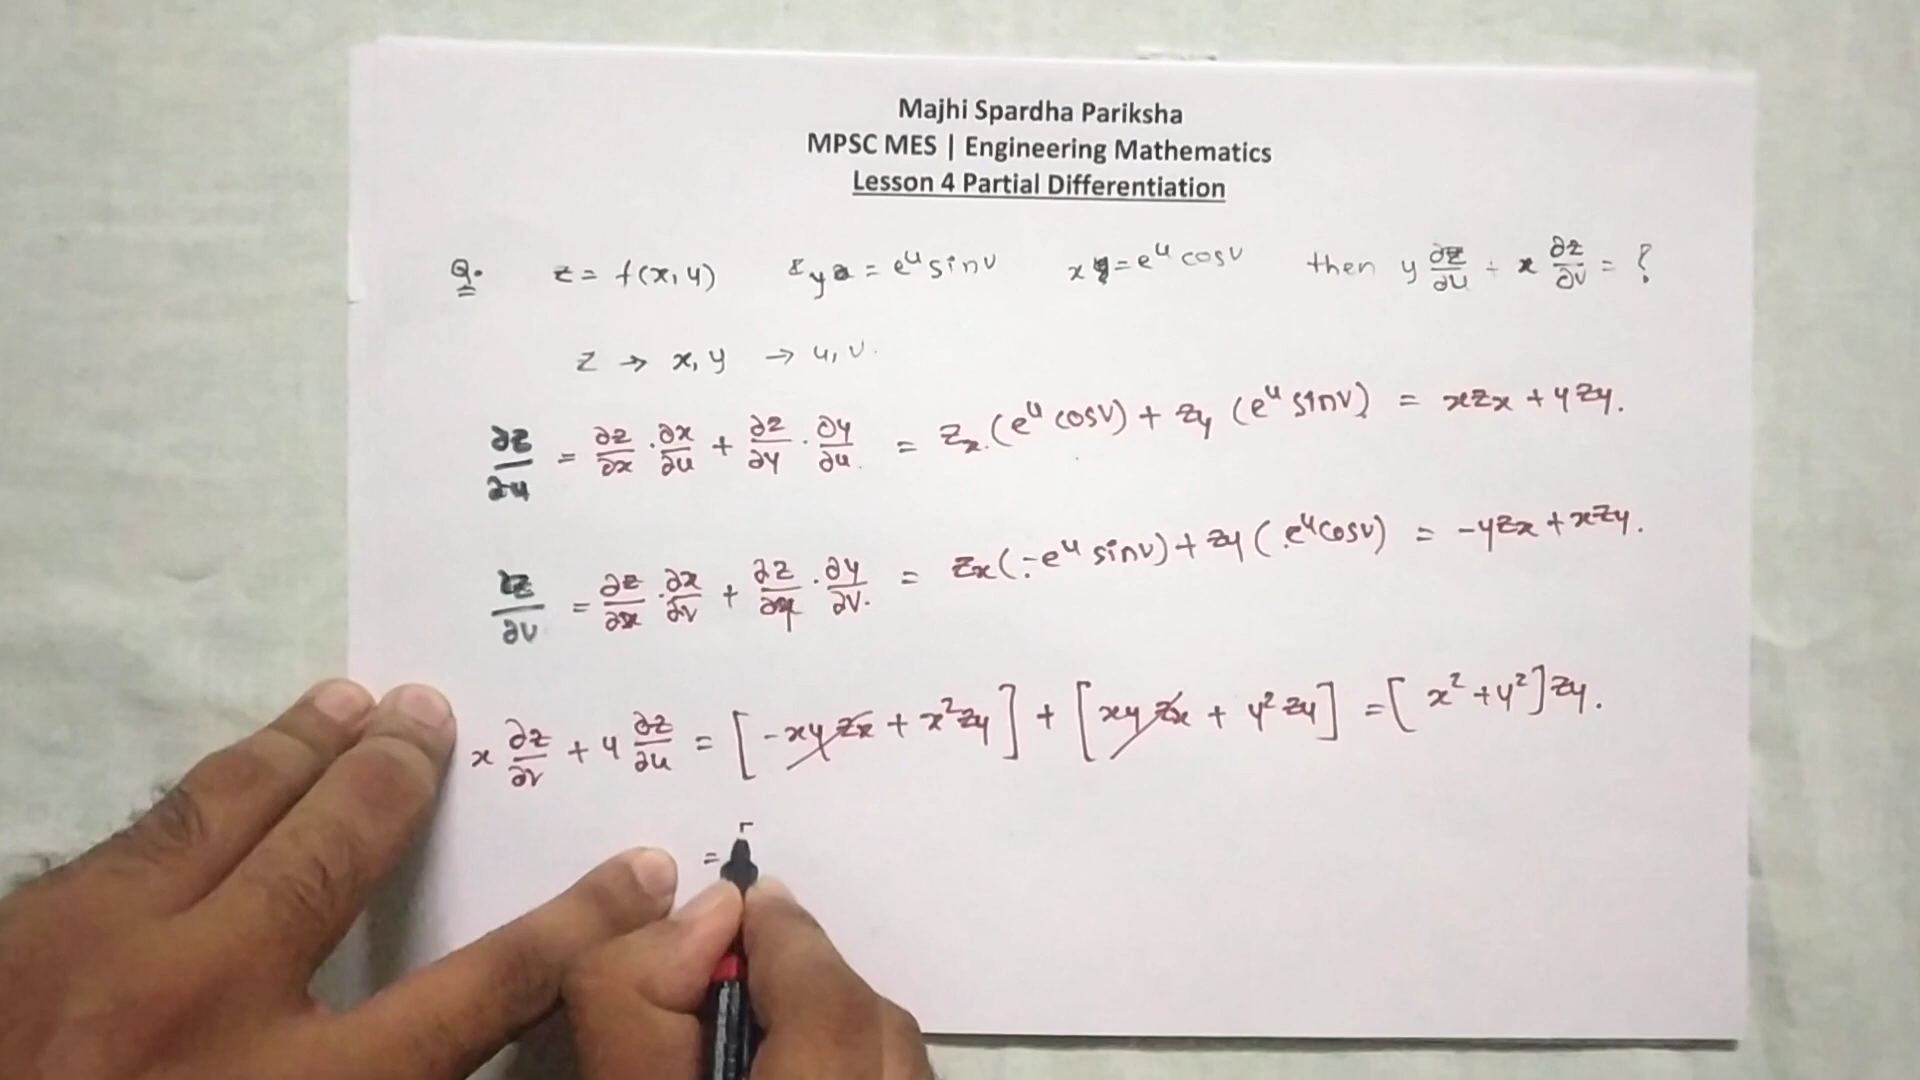 Majhi Spardha Pariksha
MPSC MES | Engineering Mathematics
Lesson 4 Partial Differentiation
Q. z = f(x, y) & y = e^u sin v x = e^u cos v then y ∂z/∂u + x ∂z/∂v = ?
z → x, y → u, v.
∂z/∂u = ∂z/∂x · ∂x/∂u + ∂z/∂y · ∂y/∂u = z_x (e^u cos v) + z_y (e^u sin v) = x z_x + y z_y.
∂z/∂v = ∂z/∂x · ∂x/∂v + ∂z/∂y · ∂y/∂v. = z_x (-e^u sin v) + z_y (e^u cos v) = -y z_x + x z_y.
x ∂z/∂v + y ∂z/∂u = [-xy z_x + x² z_y] + [xy z_x + y² z_y] = [x² + y²] z_y.
=